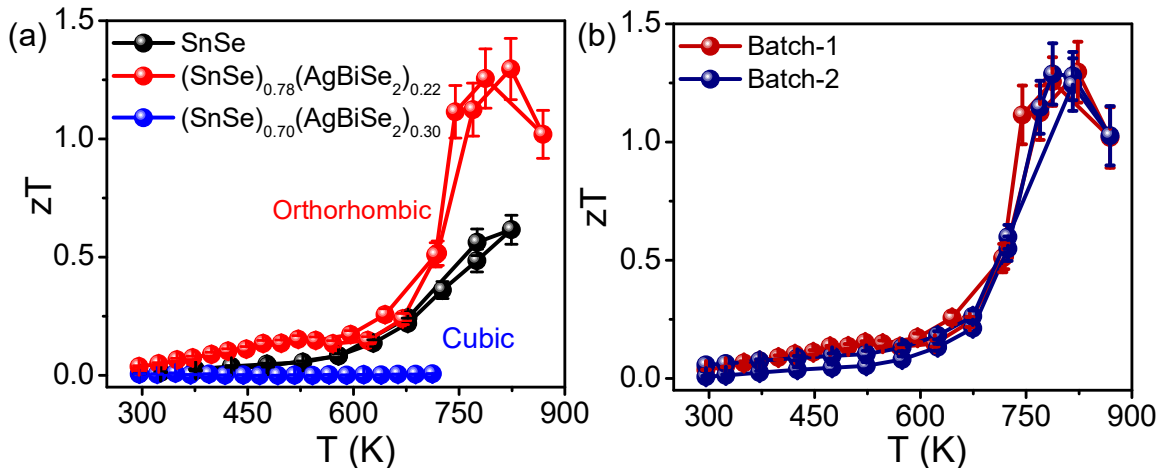 (a)
SnSe
(SnSe)0.78(AgBiSe2)0.22
(SnSe)0.70(AgBiSe2)0.30
Orthorhombic
Cubic
zT
1.5
1.0
0.5
0.0
300
450
600
750
900
T (K)
(b)
Batch-1
Batch-2
zT
1.5
1.0
0.5
0.0
300
450
600
750
900
T (K)